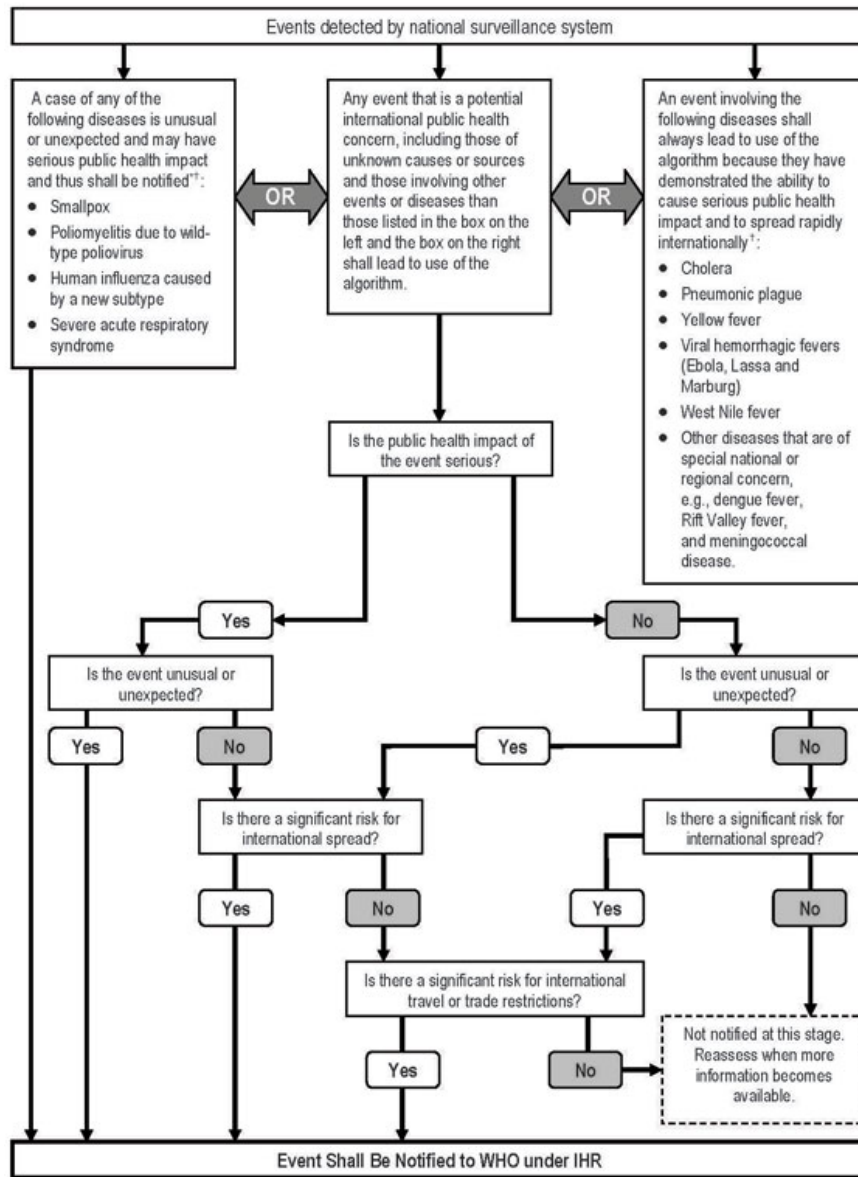 Events detected by national surveillance system
A case of any of the
following diseases is unusual
or unexpected and may have
serious public health impact
and thus shall be notified*†:
● Smallpox
● Poliomyelitis due to wild-
type poliovirus
● Human influenza caused
by a new subtype
● Severe acute respiratory
syndrome
OR
Any event that is a potential
international public health
concern, including those of
unknown causes or sources
and those involving other
events or diseases than
those listed in the box on the
left and the box on the right
shall lead to use of the
algorithm.
OR
An event involving the
following diseases shall
always lead to use of the
algorithm because they have
demonstrated the ability to
cause serious public health
impact and to spread rapidly
internationally†:
● Cholera
● Pneumonic plague
● Yellow fever
● Viral hemorrhagic fevers
(Ebola, Lassa and
Marburg)
● West Nile fever
● Other diseases that are of
special national or
regional concern,
e.g., dengue fever,
Rift Valley fever,
and meningococcal
disease.
Is the public health impact of
the event serious?
Yes
No
Is the event unusual or
unexpected?
Is the event unusual or
unexpected?
Yes
No
Yes
No
Is there a significant risk for
international spread?
Is there a significant risk for
international spread?
Yes
No
Yes
No
Is there a significant risk for international
travel or trade restrictions?
Yes
No
Not notified at this stage.
Reassess when more
information becomes
available.
Event Shall Be Notified to WHO under IHR